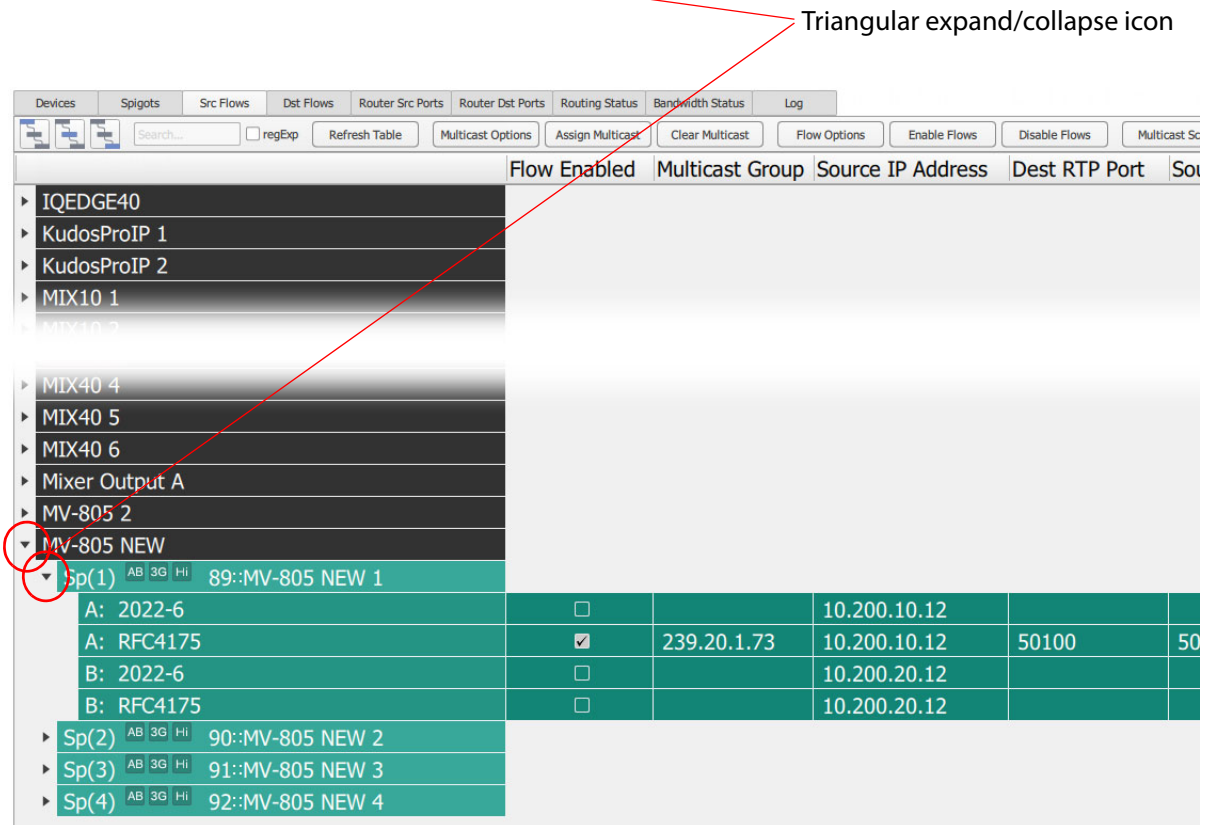 Triangular expand/collapse icon
Devices Spigots Src Flows Dst Flows Router Src Ports Router Dst Ports Routing Status Bandwidth Status Log
Search... regExp Refresh Table Multicast Options Assign Multicast Clear Multicast Flow Options Enable Flows Disable Flows Multicast Sc
Flow Enabled Multicast Group Source IP Address Dest RTP Port Sou
IQEDGE40
KudosProIP 1
KudosProIP 2
MIX10 1
MIX10 2
MIX40 4
MIX40 5
MIX40 6
Mixer Output A
MV-805 2
MV-805 NEW
Sp(1) AB 3G Hi 89::MV-805 NEW 1
A: 2022-6 10.200.10.12
A: RFC4175 239.20.1.73 10.200.10.12 50100 50
B: 2022-6 10.200.20.12
B: RFC4175 10.200.20.12
Sp(2) AB 3G Hi 90::MV-805 NEW 2
Sp(3) AB 3G Hi 91::MV-805 NEW 3
Sp(4) AB 3G Hi 92::MV-805 NEW 4